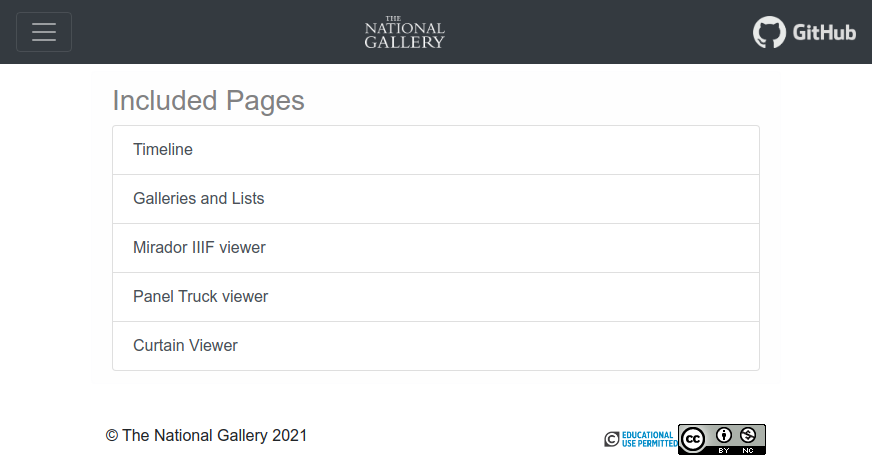 THE
NATIONAL
GALLERY
GitHub
Included Pages
Timeline
Galleries and Lists
Mirador IIIF viewer
Panel Truck viewer
Curtain Viewer
© The National Gallery 2021
© EDUCATIONAL
USE PERMITTED
cc
BY NC